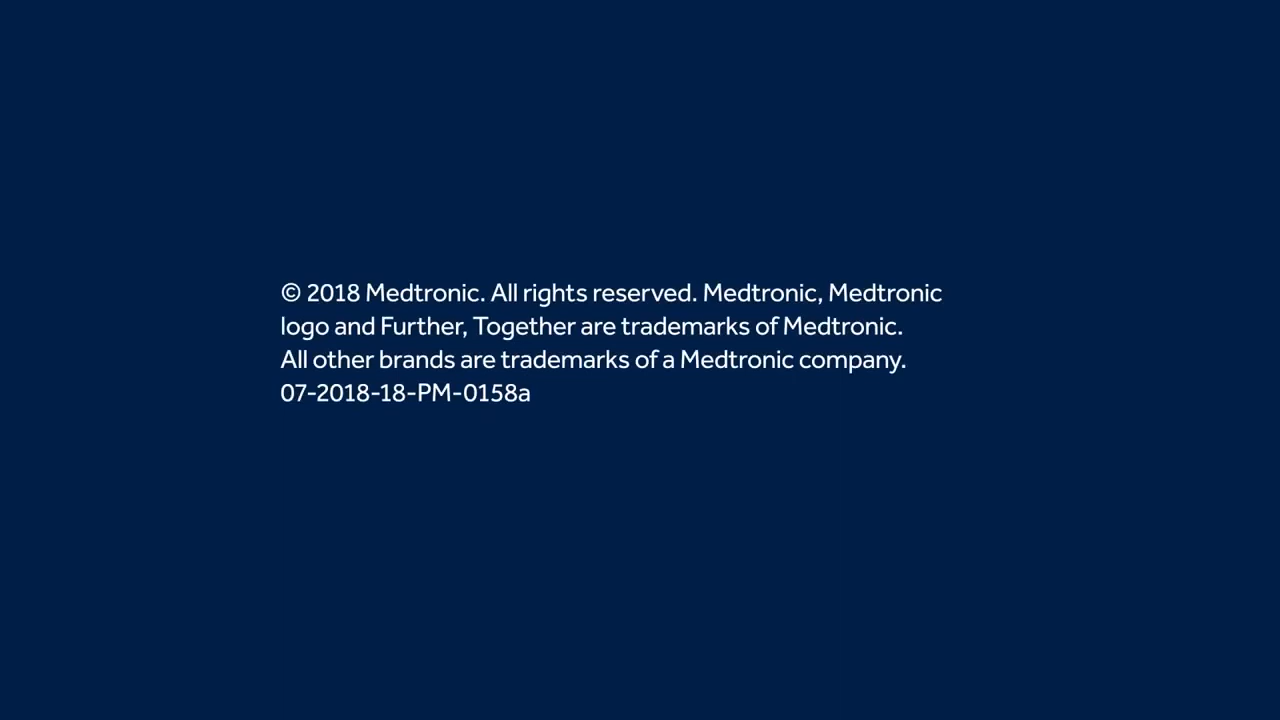 © 2018 Medtronic. All rights reserved. Medtronic, Medtronic
logo and Further, Together are trademarks of Medtronic.
All other brands are trademarks of a Medtronic company.
07-2018-18-PM-0158a